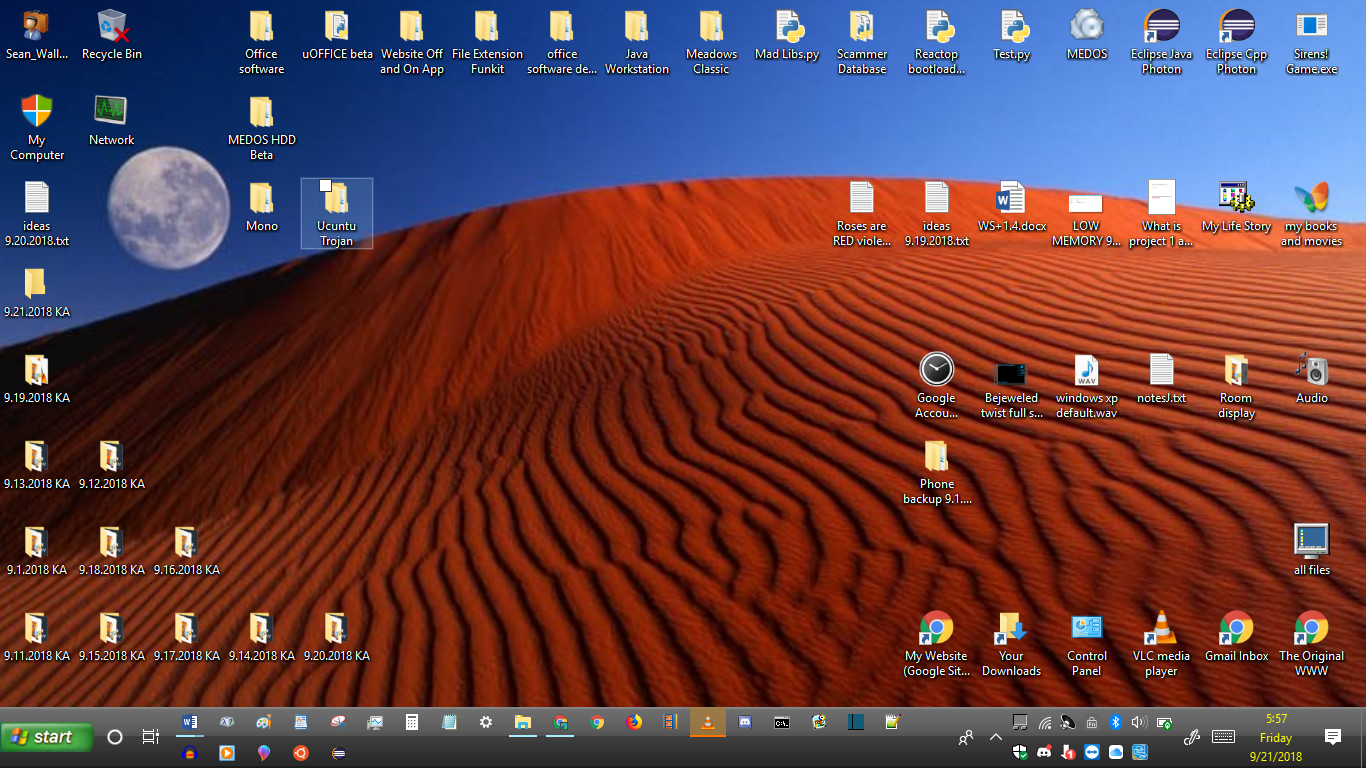 Sean_Wall...
Recycle Bin
Office
software
uOFFICE beta
Website Off
and On App
File Extension
Funkit
office
software de...
Java
Workstation
Meadows
Classic
Mad Libs.py
Scammer
Database
Reactop
bootload...
Test.py
MEDOS
Eclipse Java
Photon
Eclipse Cpp
Photon
Sirens!
Game.exe
My
Computer
Network
MEDOS HDD
Beta
ideas
9.20.2018.txt
Mono
Ucuntu
Trojan
Roses are
RED viole...
ideas
9.19.2018.txt
WS+1.4.docx
LOW
MEMORY 9...
What is
project 1 a...
My Life Story
my books
and movies
9.21.2018 KA
9.19.2018 KA
Google
Accou...
Bejeweled
twist full s...
WAV
windows xp
default.wav
notesJ.txt
Room
display
Audio
9.13.2018 KA
9.12.2018 KA
Phone
backup 9.1....
9.1.2018 KA
9.18.2018 KA
9.16.2018 KA
all files
9.11.2018 KA
9.15.2018 KA
9.17.2018 KA
9.14.2018 KA
9.20.2018 KA
My Website
(Google Sit...
Your
Downloads
Control
Panel
VLC media
player
Gmail Inbox
The Original
WWW
start
5:57
Friday
9/21/2018